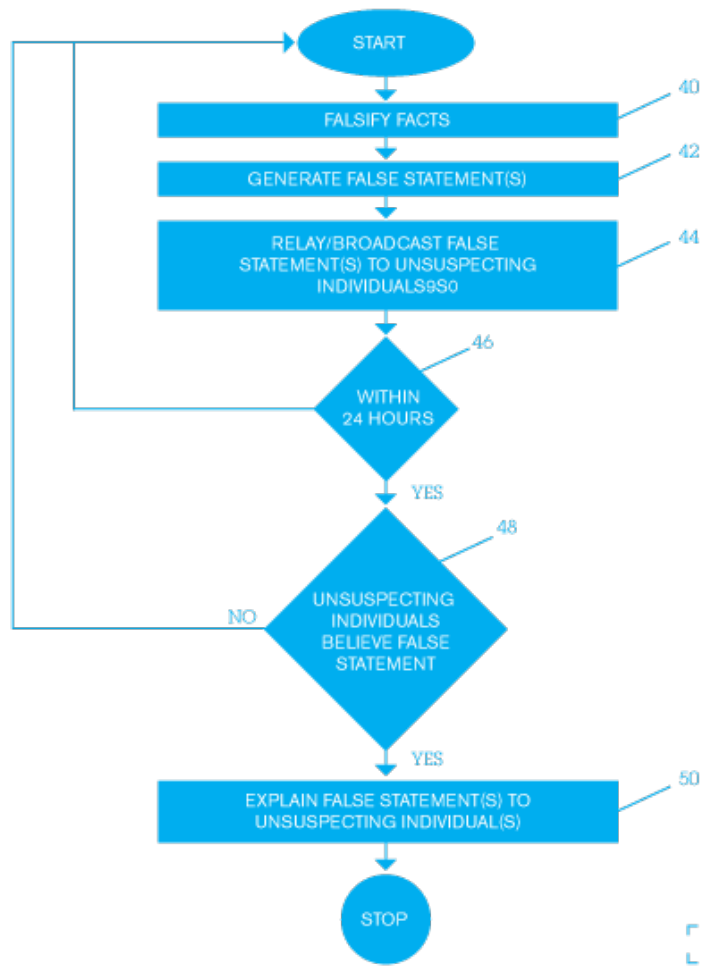 START
40
FALSIFY FACTS
42
GENERATE FALSE STATEMENT(S)
44
RELAY/BROADCAST FALSE
STATEMENT(S) TO UNSUSPECTING
INDIVIDUALS9S0
46
WITHIN
24 HOURS
YES
48
UNSUSPECTING
INDIVIDUALS
BELIEVE FALSE
STATEMENT
NO
YES
50
EXPLAIN FALSE STATEMENT(S) TO
UNSUSPECTING INDIVIDUAL(S)
STOP